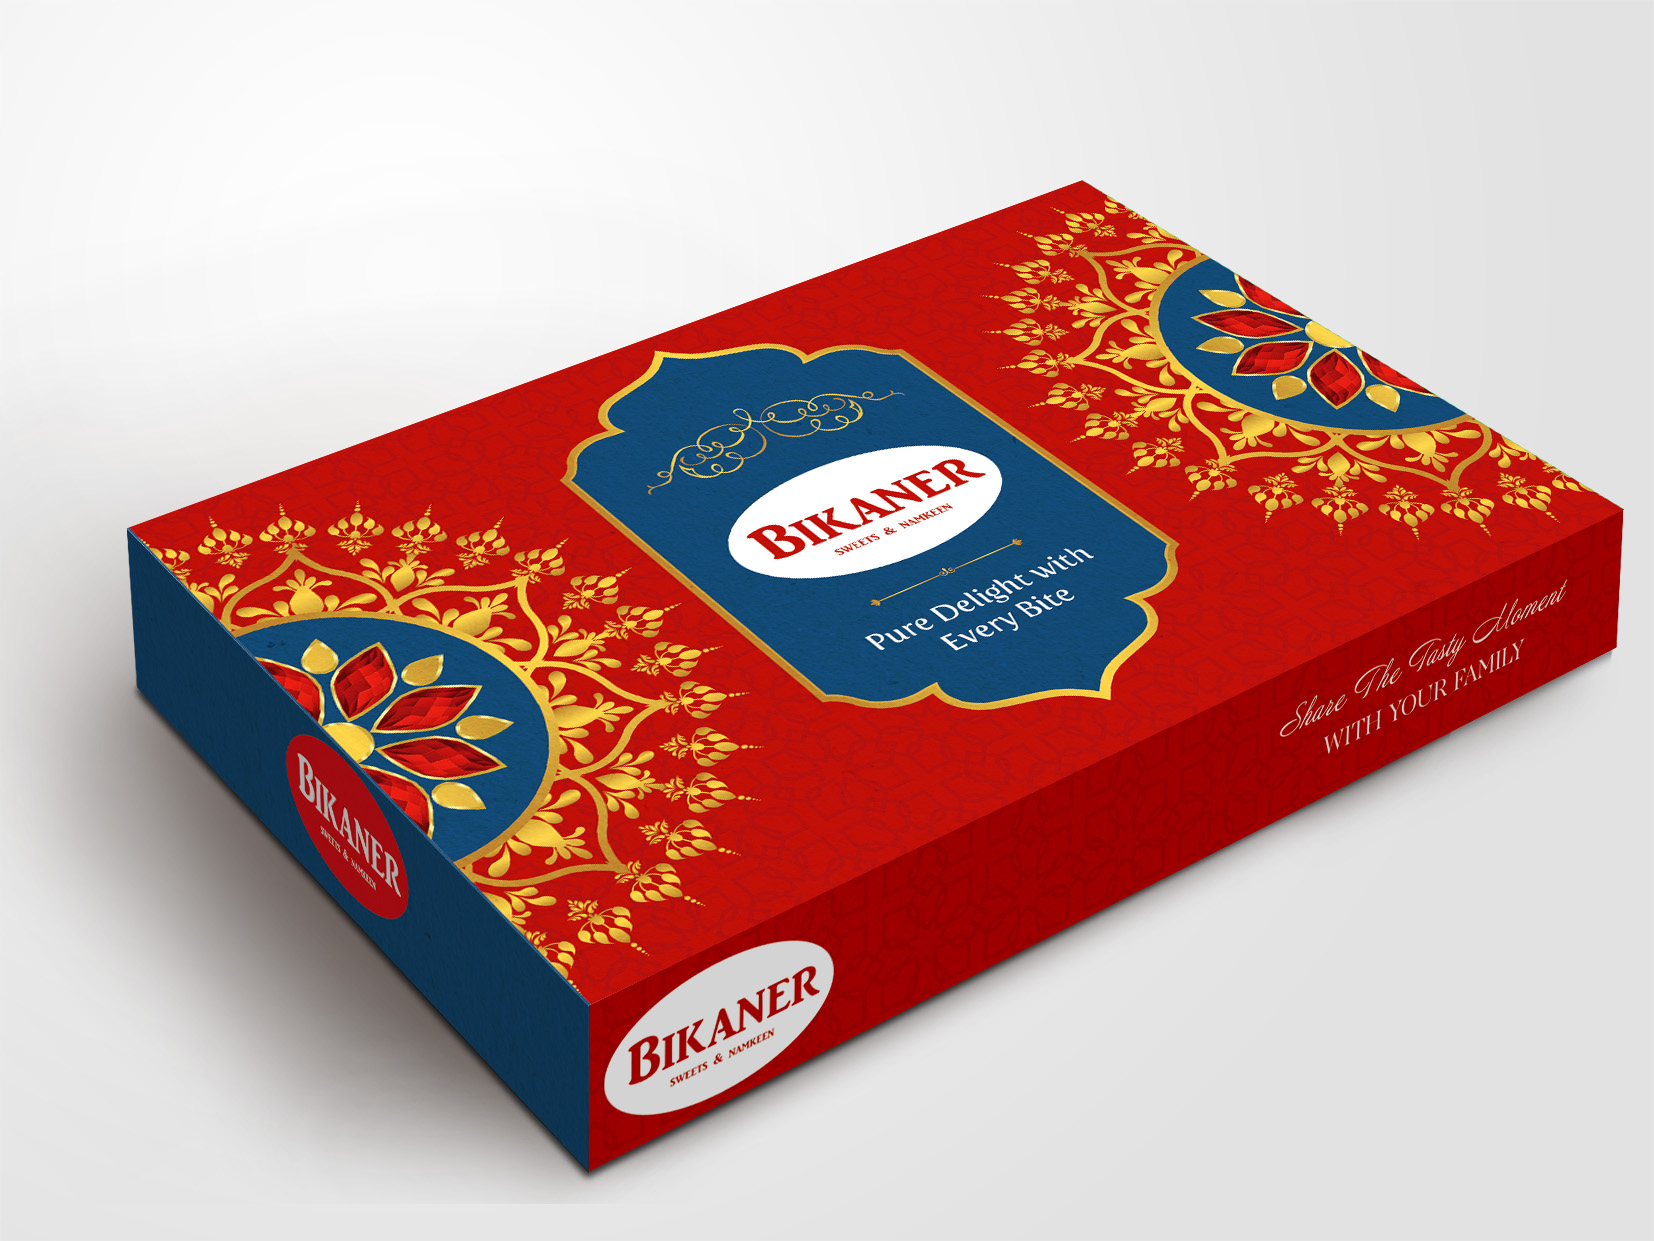 BIKANER
SWEETS & NAMKEEN
Pure Delight with
Every Bite
BIKANER
SWEETS & NAMKEEN
BIKANER
SWEETS & NAMKEEN
Share The Tasty Moment
WITH YOUR FAMILY